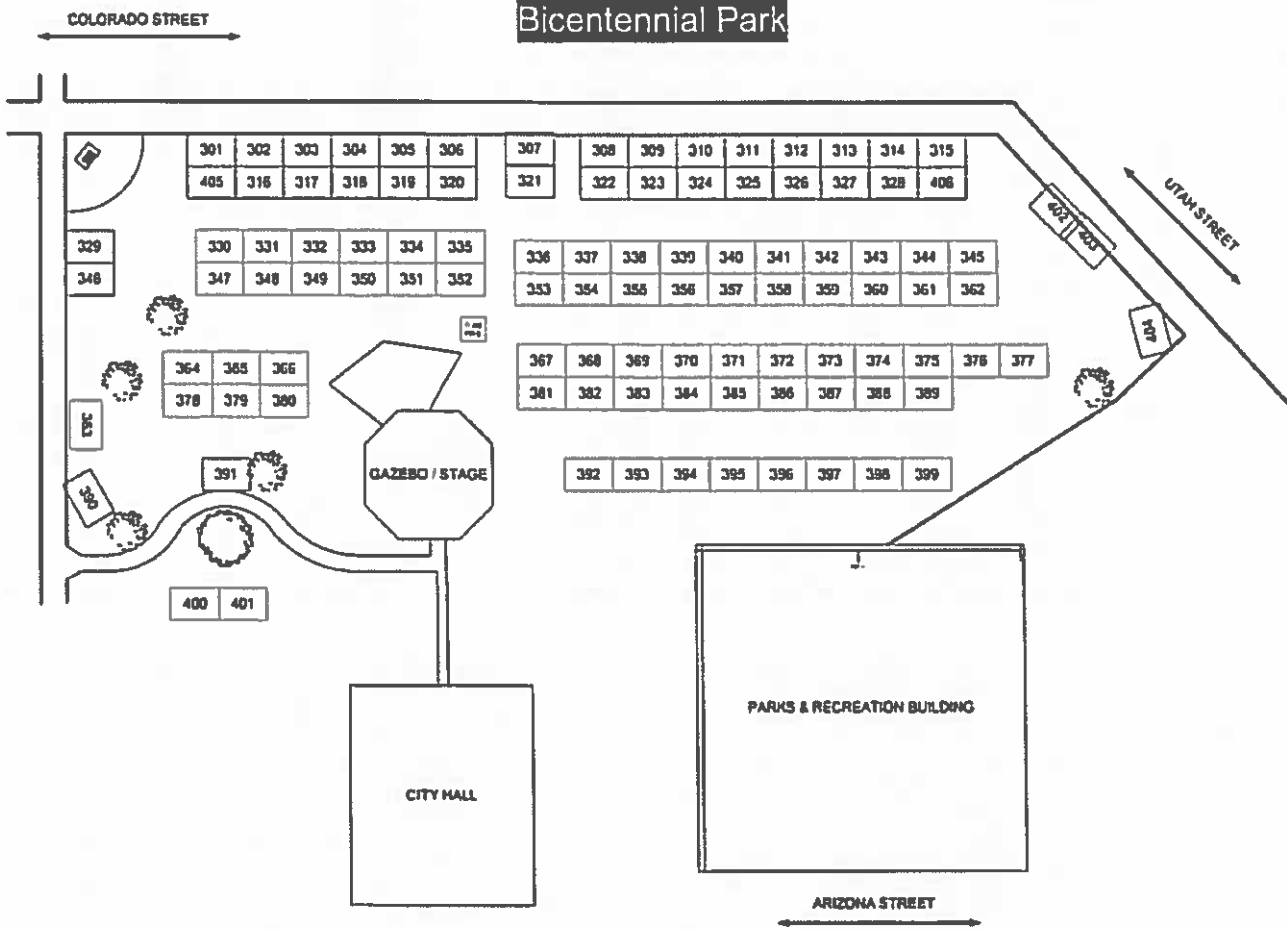 COLORADO STREET
Bicentennial Park
301 302 303 304 305 306 307 308 309 310 311 312 313 314 315
405 316 317 318 319 320 321 322 323 324 325 326 327 328 406
402
403
UTAH STREET
329
346
330 331 332 333 334 335
347 348 349 350 351 352
336 337 338 339 340 341 342 343 344 345
353 354 355 356 357 358 359 360 361 362
404
364 365 366
378 379 380
367 368 369 370 371 372 373 374 375 376 377
381 382 383 384 385 386 387 388 389
363
390
391
GAZEBO / STAGE
392 393 394 395 396 397 398 399
400 401
CITY HALL
PARKS & RECREATION BUILDING
ARIZONA STREET